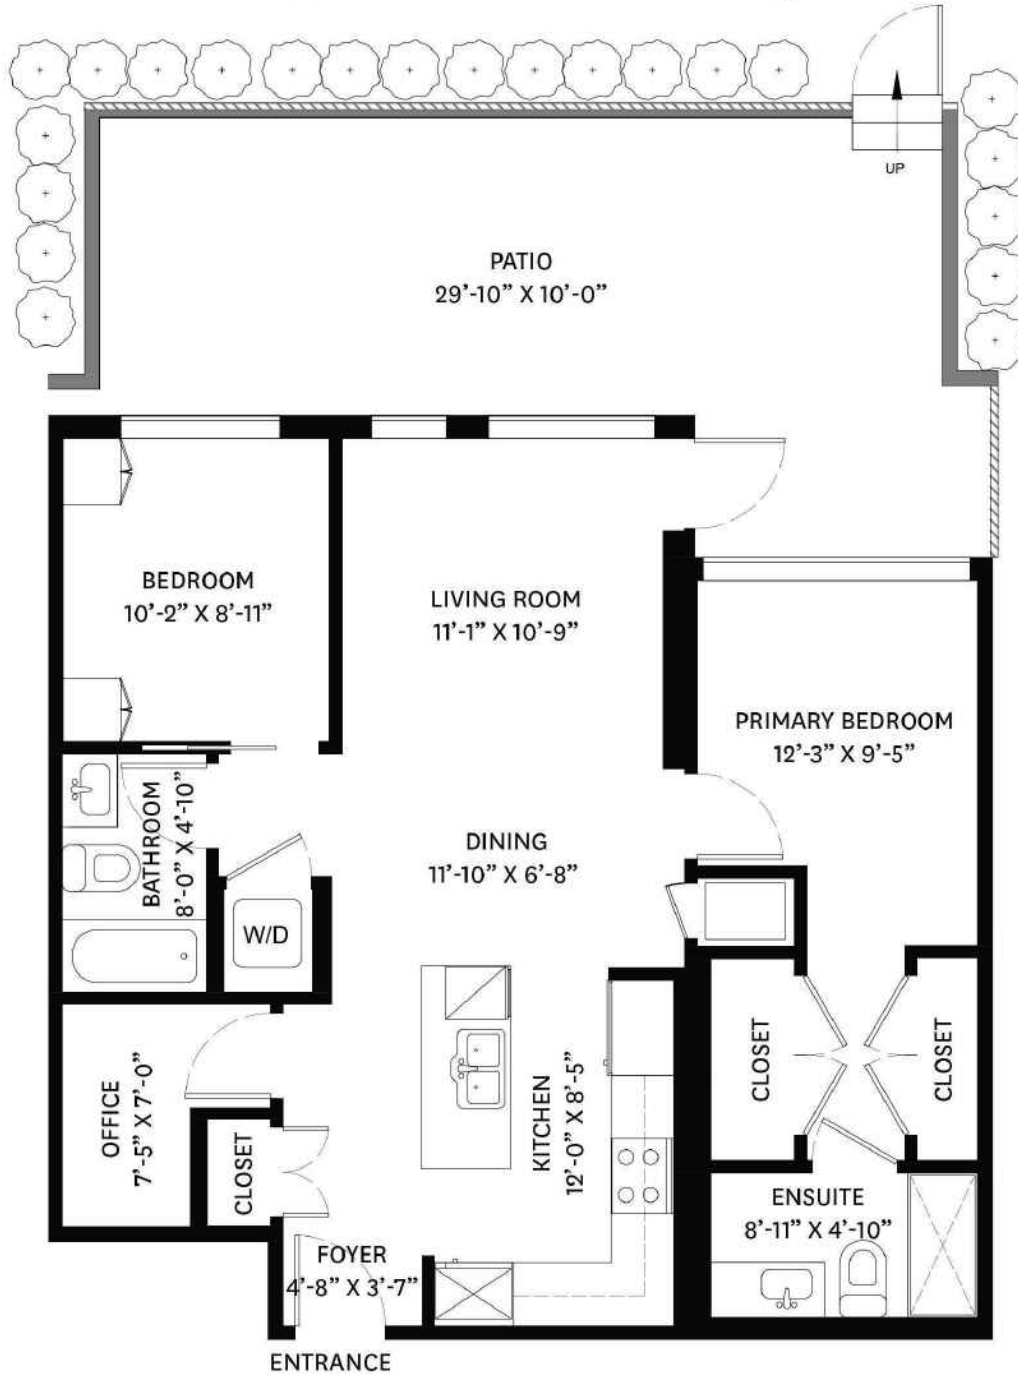 UP
PATIO
29'-10" X 10'-0"
BEDROOM
10'-2" X 8'-11"
LIVING ROOM
11'-1" X 10'-9"
PRIMARY BEDROOM
12'-3" X 9'-5"
BATHROOM
8'-0" X 4'-10"
DINING
11'-10" X 6'-8"
W/D
OFFICE
7'-5" X 7'-0"
CLOSET
KITCHEN
12'-0" X 8'-5"
CLOSET
CLOSET
ENSUITE
8'-11" X 4'-10"
FOYER
4'-8" X 3'-7"
ENTRANCE